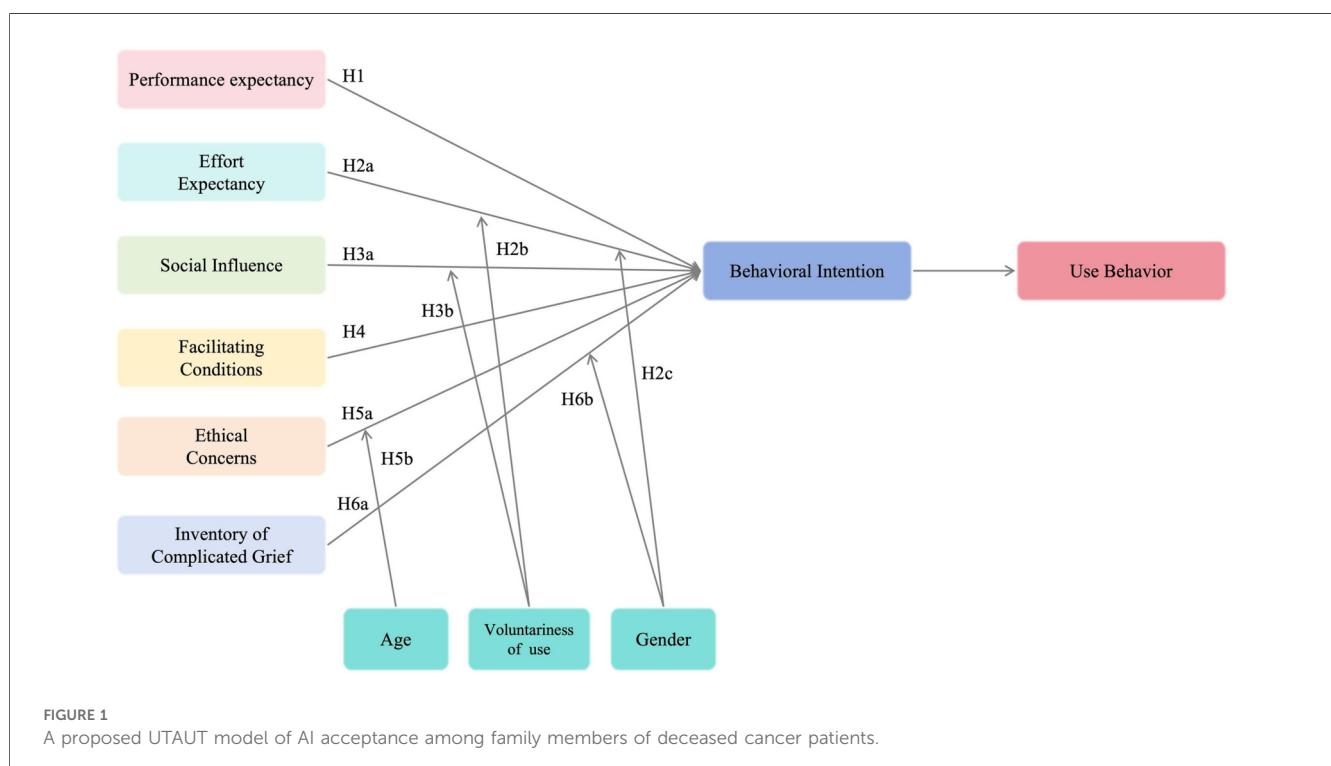 Performance expectancy
H1
Effort
Expectancy
H2a
Social Influence
H3a
H2b
Behavioral Intention
Use Behavior
H3b
Facilitating
Conditions
H4
H2c
H6b
Ethical
Concerns
H5a
H5b
H6a
Inventory of
Complicated Grief
Age
Voluntariness
of use
Gender
FIGURE 1
A proposed UTAUT model of AI acceptance among family members of deceased cancer patients.